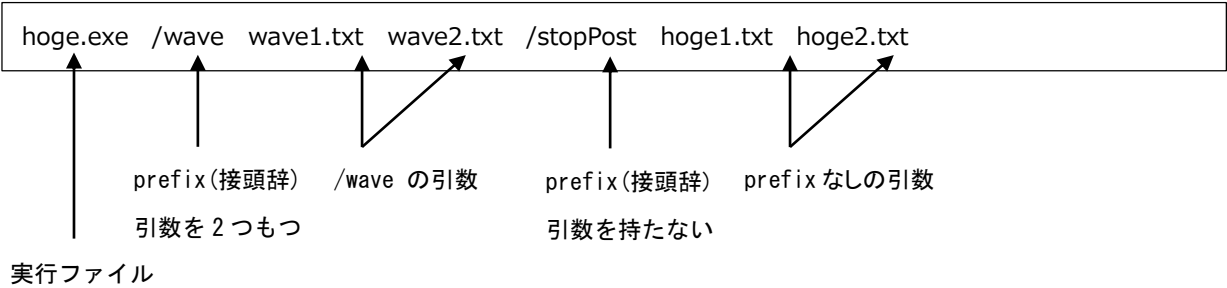 hoge.exe /wave wave1.txt wave2.txt /stopPost hoge1.txt hoge2.txt
prefix(接頭辞) /wave の引数 prefix(接頭辞) prefixなしの引数
引数を2つもつ 引数を持たない
実行ファイル